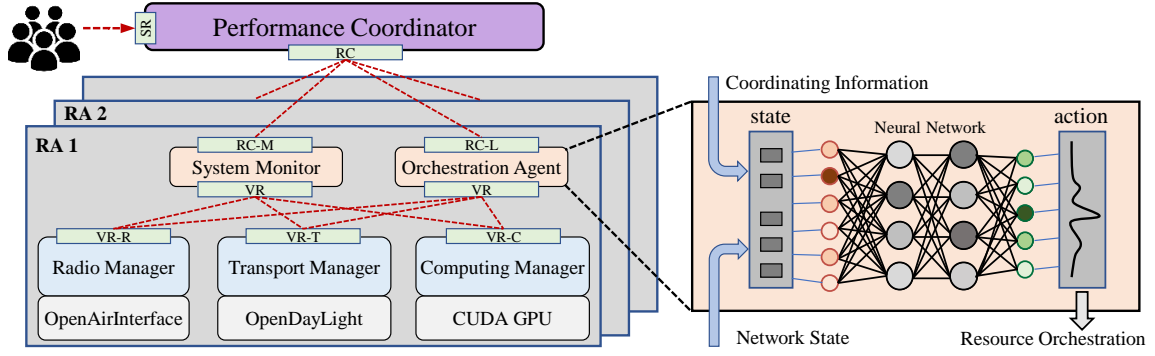 SR
Performance Coordinator
RC
RA 2
RA 1
RC-M
RC-L
System Monitor
Orchestration Agent
VR
VR
VR-R
VR-T
VR-C
Radio Manager
Transport Manager
Computing Manager
OpenAirInterface
OpenDayLight
CUDA GPU
Coordinating Information
state
Neural Network
action
Network State
Resource Orchestration